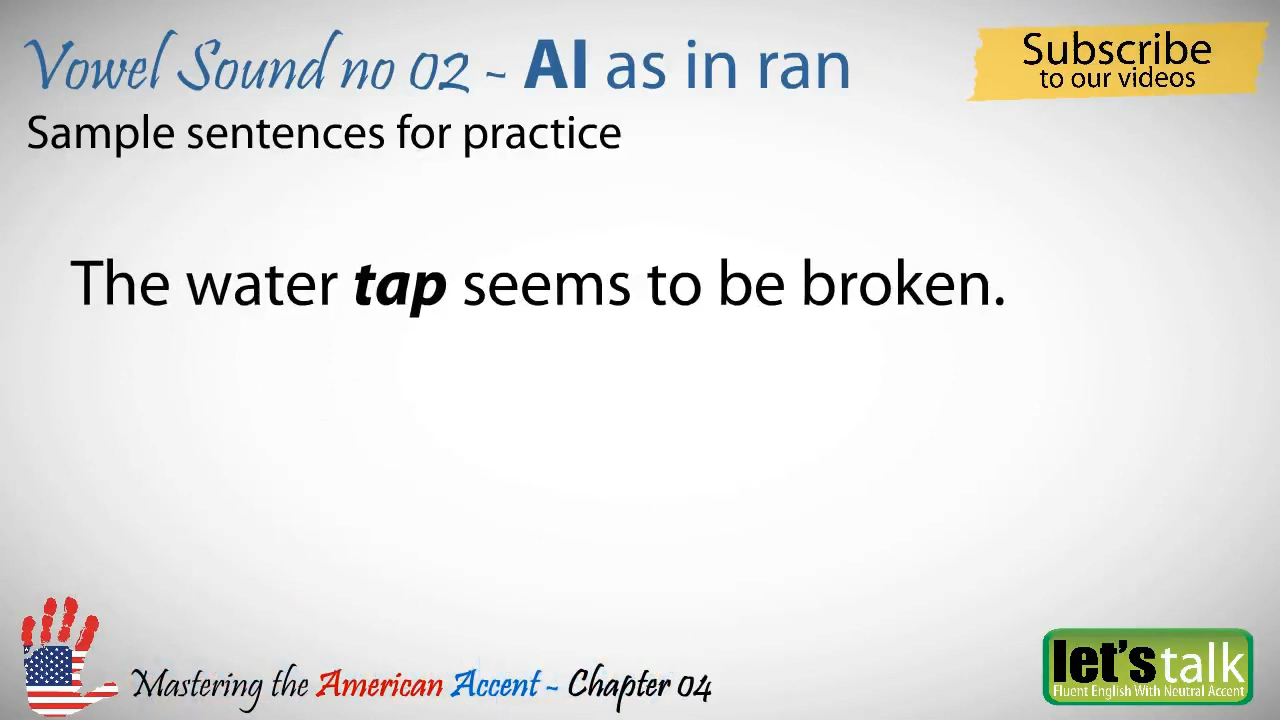 Vowel Sound no 02 ~ AI as in ran
Subscribe
to our videos
Sample sentences for practice
The water tap seems to be broken.
Mastering the American Accent ~ Chapter 04
let's talk
Fluent English With Neutral Accent